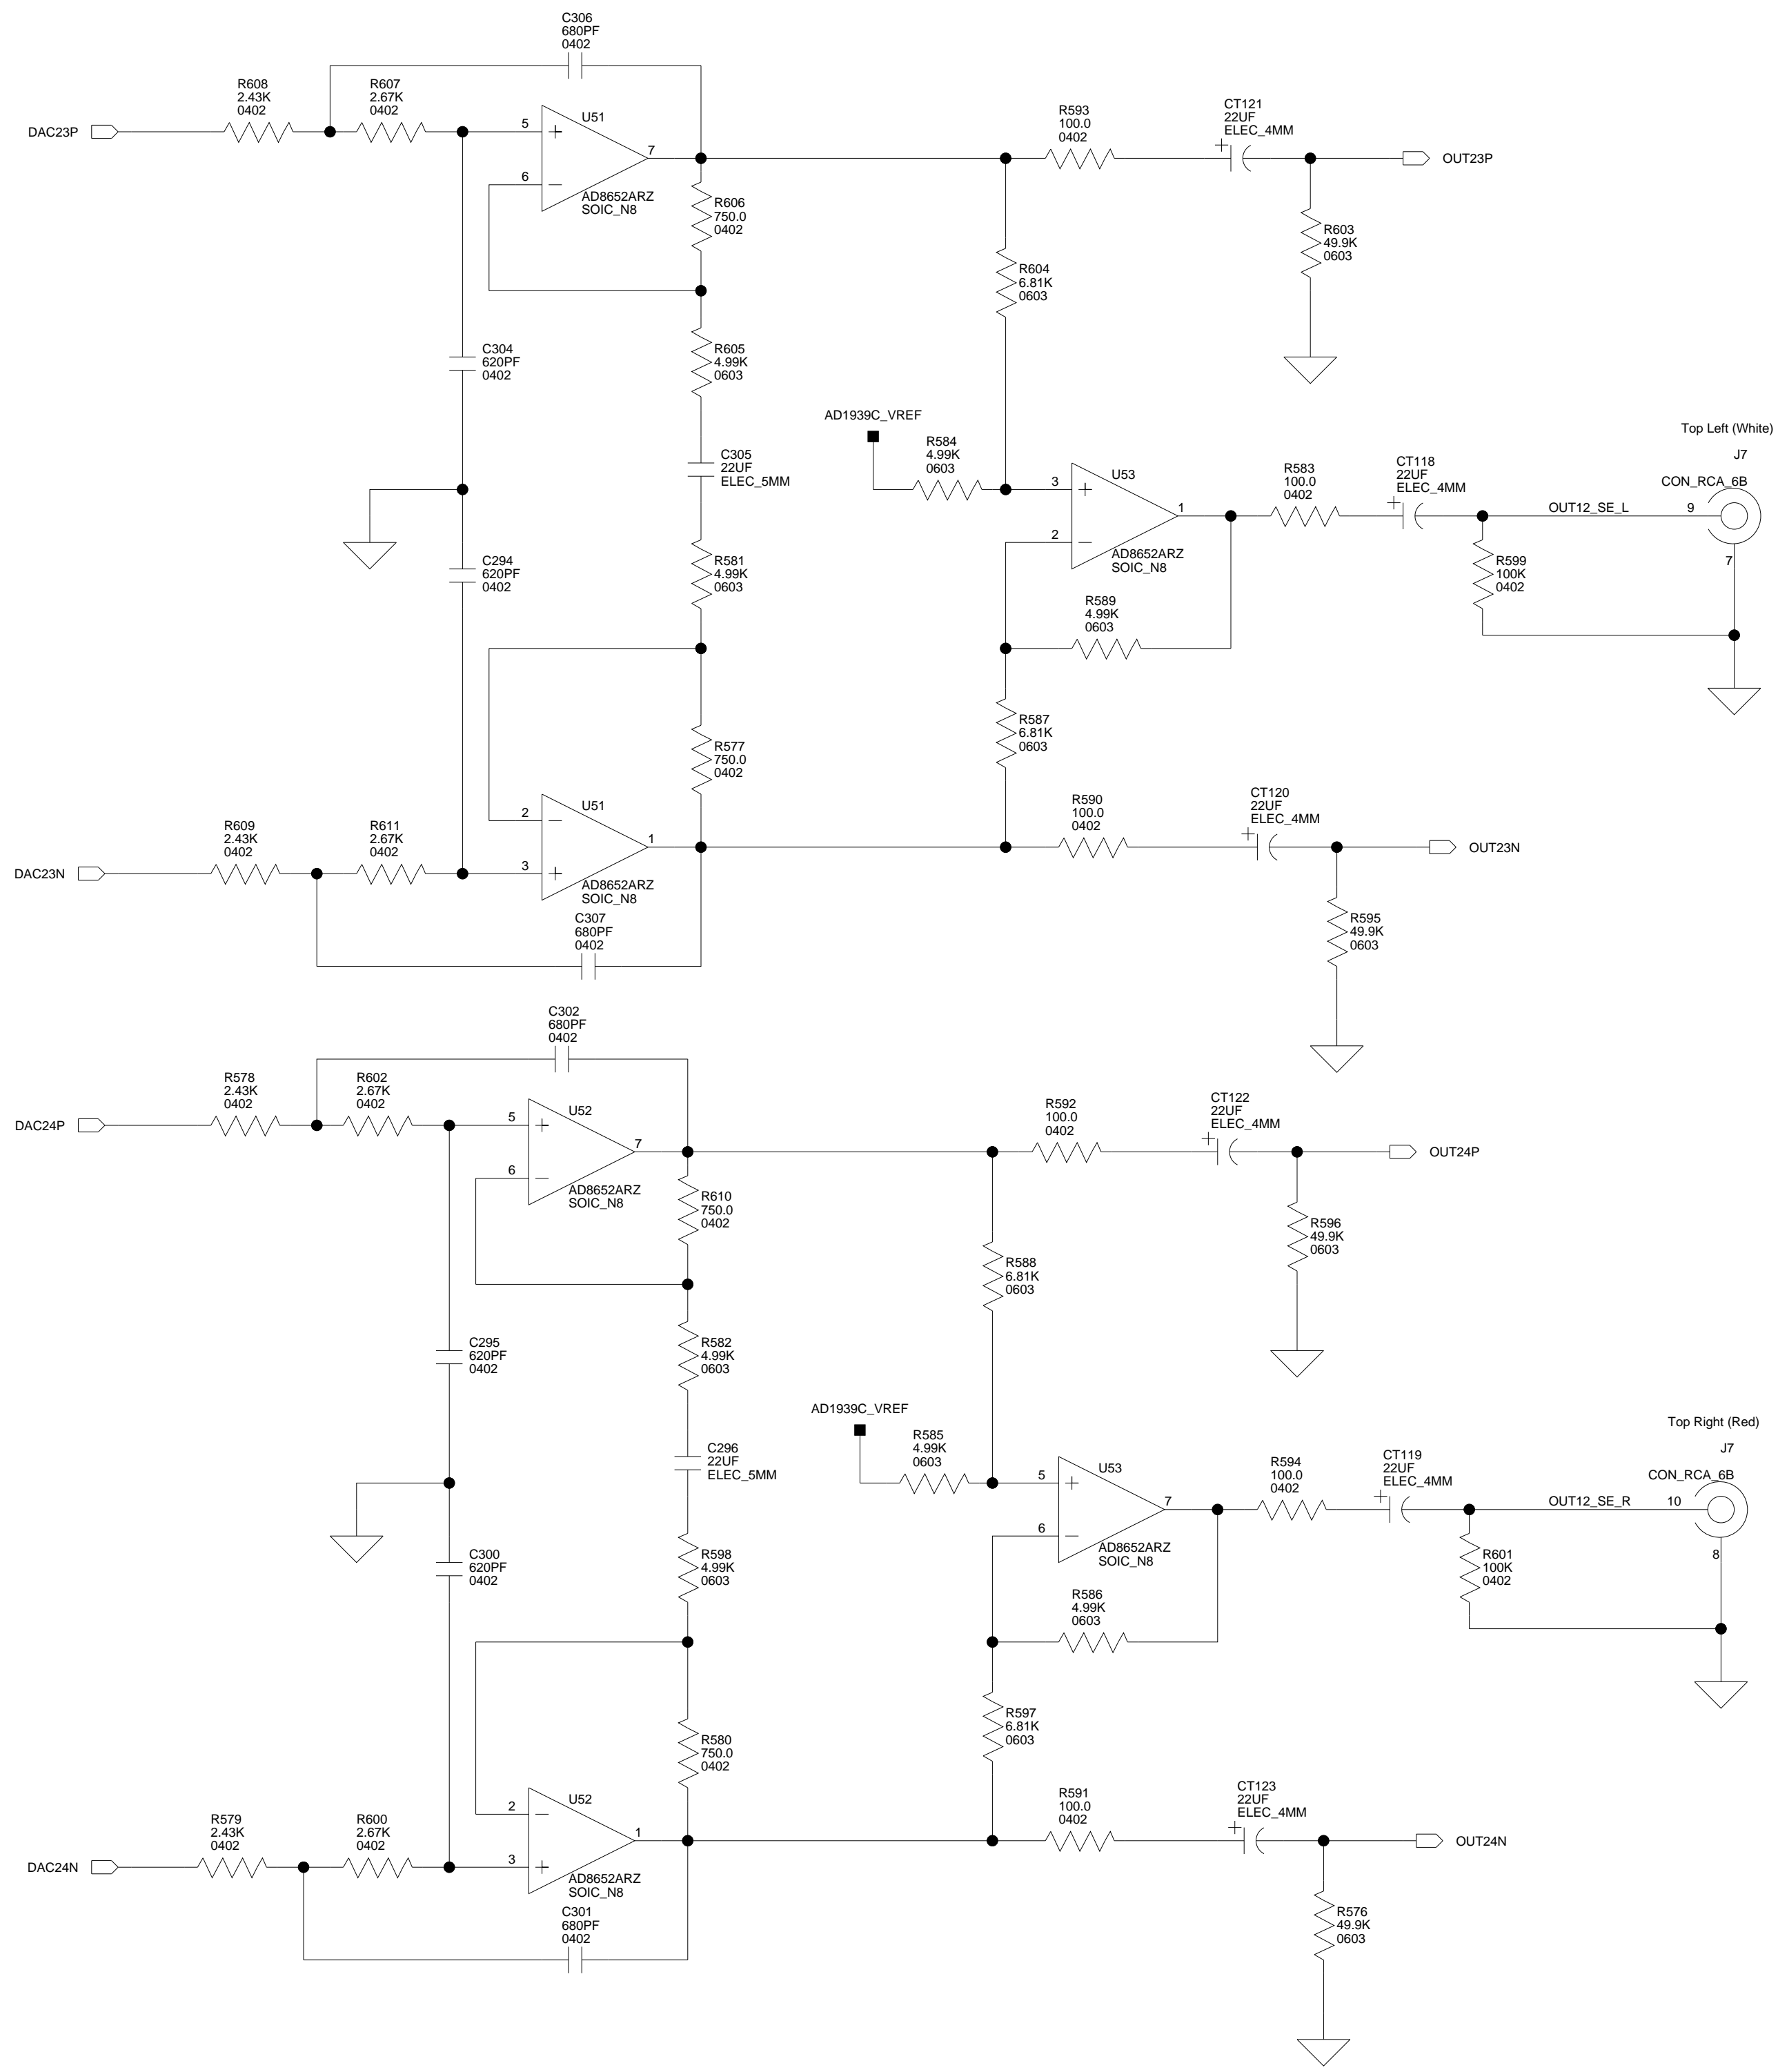 C306
680PF
0402
R608
2.43K
0402
R607
2.67K
0402
DAC23P
5
+
6
−
U51
7
AD8652ARZ
SOIC_N8
R593
100.0
0402
CT121
22UF
ELEC_4MM
+
OUT23P
R606
750.0
0402
R603
49.9K
0603
R604
6.81K
0603
C304
620PF
0402
R605
4.99K
0603
AD1939C_VREF
R584
4.99K
0603
C305
22UF
ELEC_5MM
3
+
2
−
U53
1
AD8652ARZ
SOIC_N8
R583
100.0
0402
CT118
22UF
ELEC_4MM
+
Top Left (White)
J7
CON_RCA_6B
OUT12_SE_L
9
7
R599
100K
0402
C294
620PF
0402
R581
4.99K
0603
R589
4.99K
0603
R577
750.0
0402
R587
6.81K
0603
R609
2.43K
0402
R611
2.67K
0402
DAC23N
2
−
3
+
U51
1
AD8652ARZ
SOIC_N8
R590
100.0
0402
CT120
22UF
ELEC_4MM
+
OUT23N
C307
680PF
0402
R595
49.9K
0603
C302
680PF
0402
R578
2.43K
0402
R602
2.67K
0402
DAC24P
5
+
6
−
U52
7
AD8652ARZ
SOIC_N8
R592
100.0
0402
CT122
22UF
ELEC_4MM
+
OUT24P
R610
750.0
0402
R596
49.9K
0603
R588
6.81K
0603
C295
620PF
0402
R582
4.99K
0603
AD1939C_VREF
R585
4.99K
0603
C296
22UF
ELEC_5MM
5
+
6
−
U53
7
AD8652ARZ
SOIC_N8
R594
100.0
0402
CT119
22UF
ELEC_4MM
+
Top Right (Red)
J7
CON_RCA_6B
OUT12_SE_R
10
8
R601
100K
0402
C300
620PF
0402
R598
4.99K
0603
R586
4.99K
0603
R580
750.0
0402
R597
6.81K
0603
R579
2.43K
0402
R600
2.67K
0402
DAC24N
2
−
3
+
U52
1
AD8652ARZ
SOIC_N8
R591
100.0
0402
CT123
22UF
ELEC_4MM
+
OUT24N
C301
680PF
0402
R576
49.9K
0603